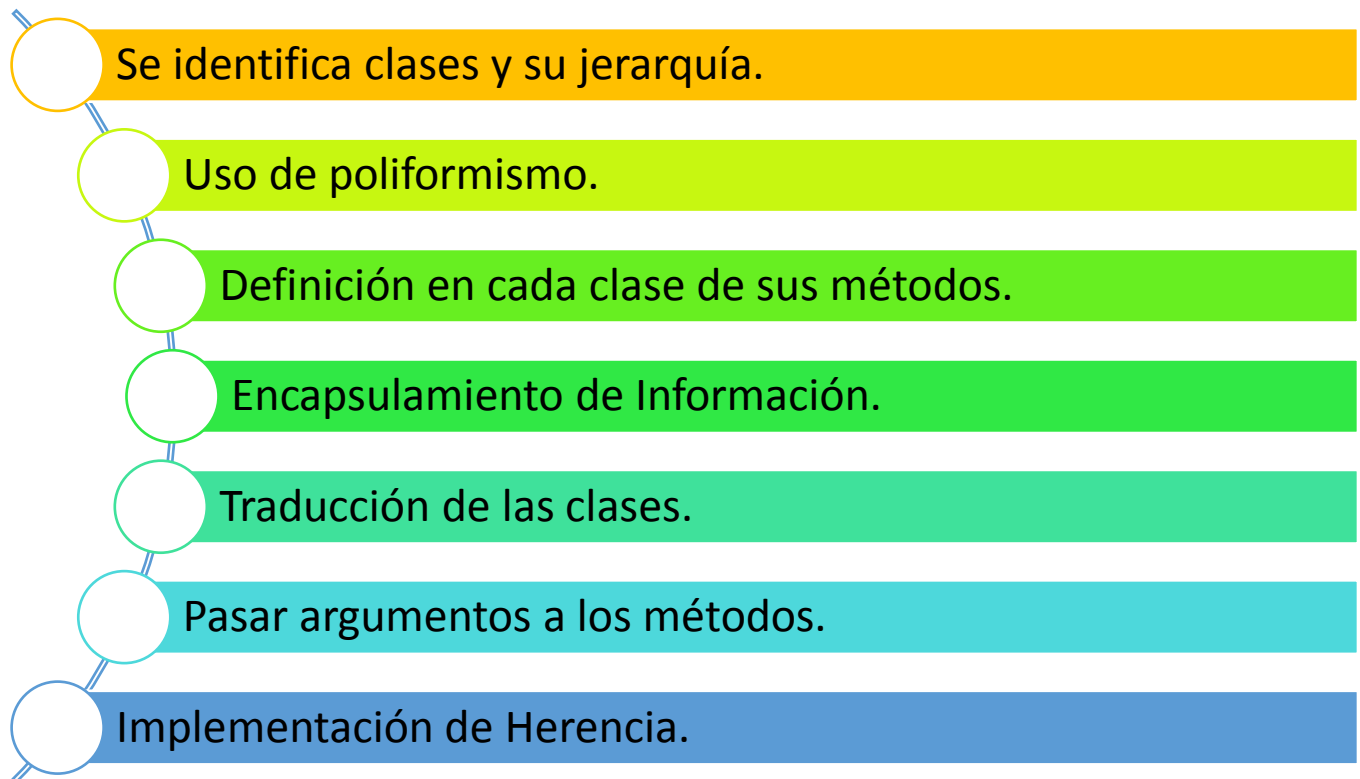 Se identifica clases y su jerarquía.
Uso de poliformismo.
Definición en cada clase de sus métodos.
Encapsulamiento de Información.
Traducción de las clases.
Pasar argumentos a los métodos.
Implementación de Herencia.